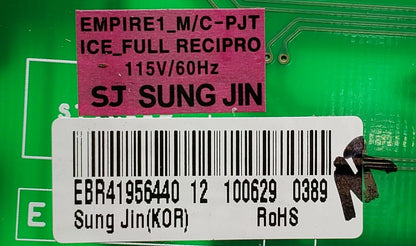 EMPIRE1_M/C-PJT
ICE_FULL RECIPRO
115V/60Hz
SJ SUNG JIN
EBR41956440 12 100629 0389
Sung Jin(KOR) RoHS
E